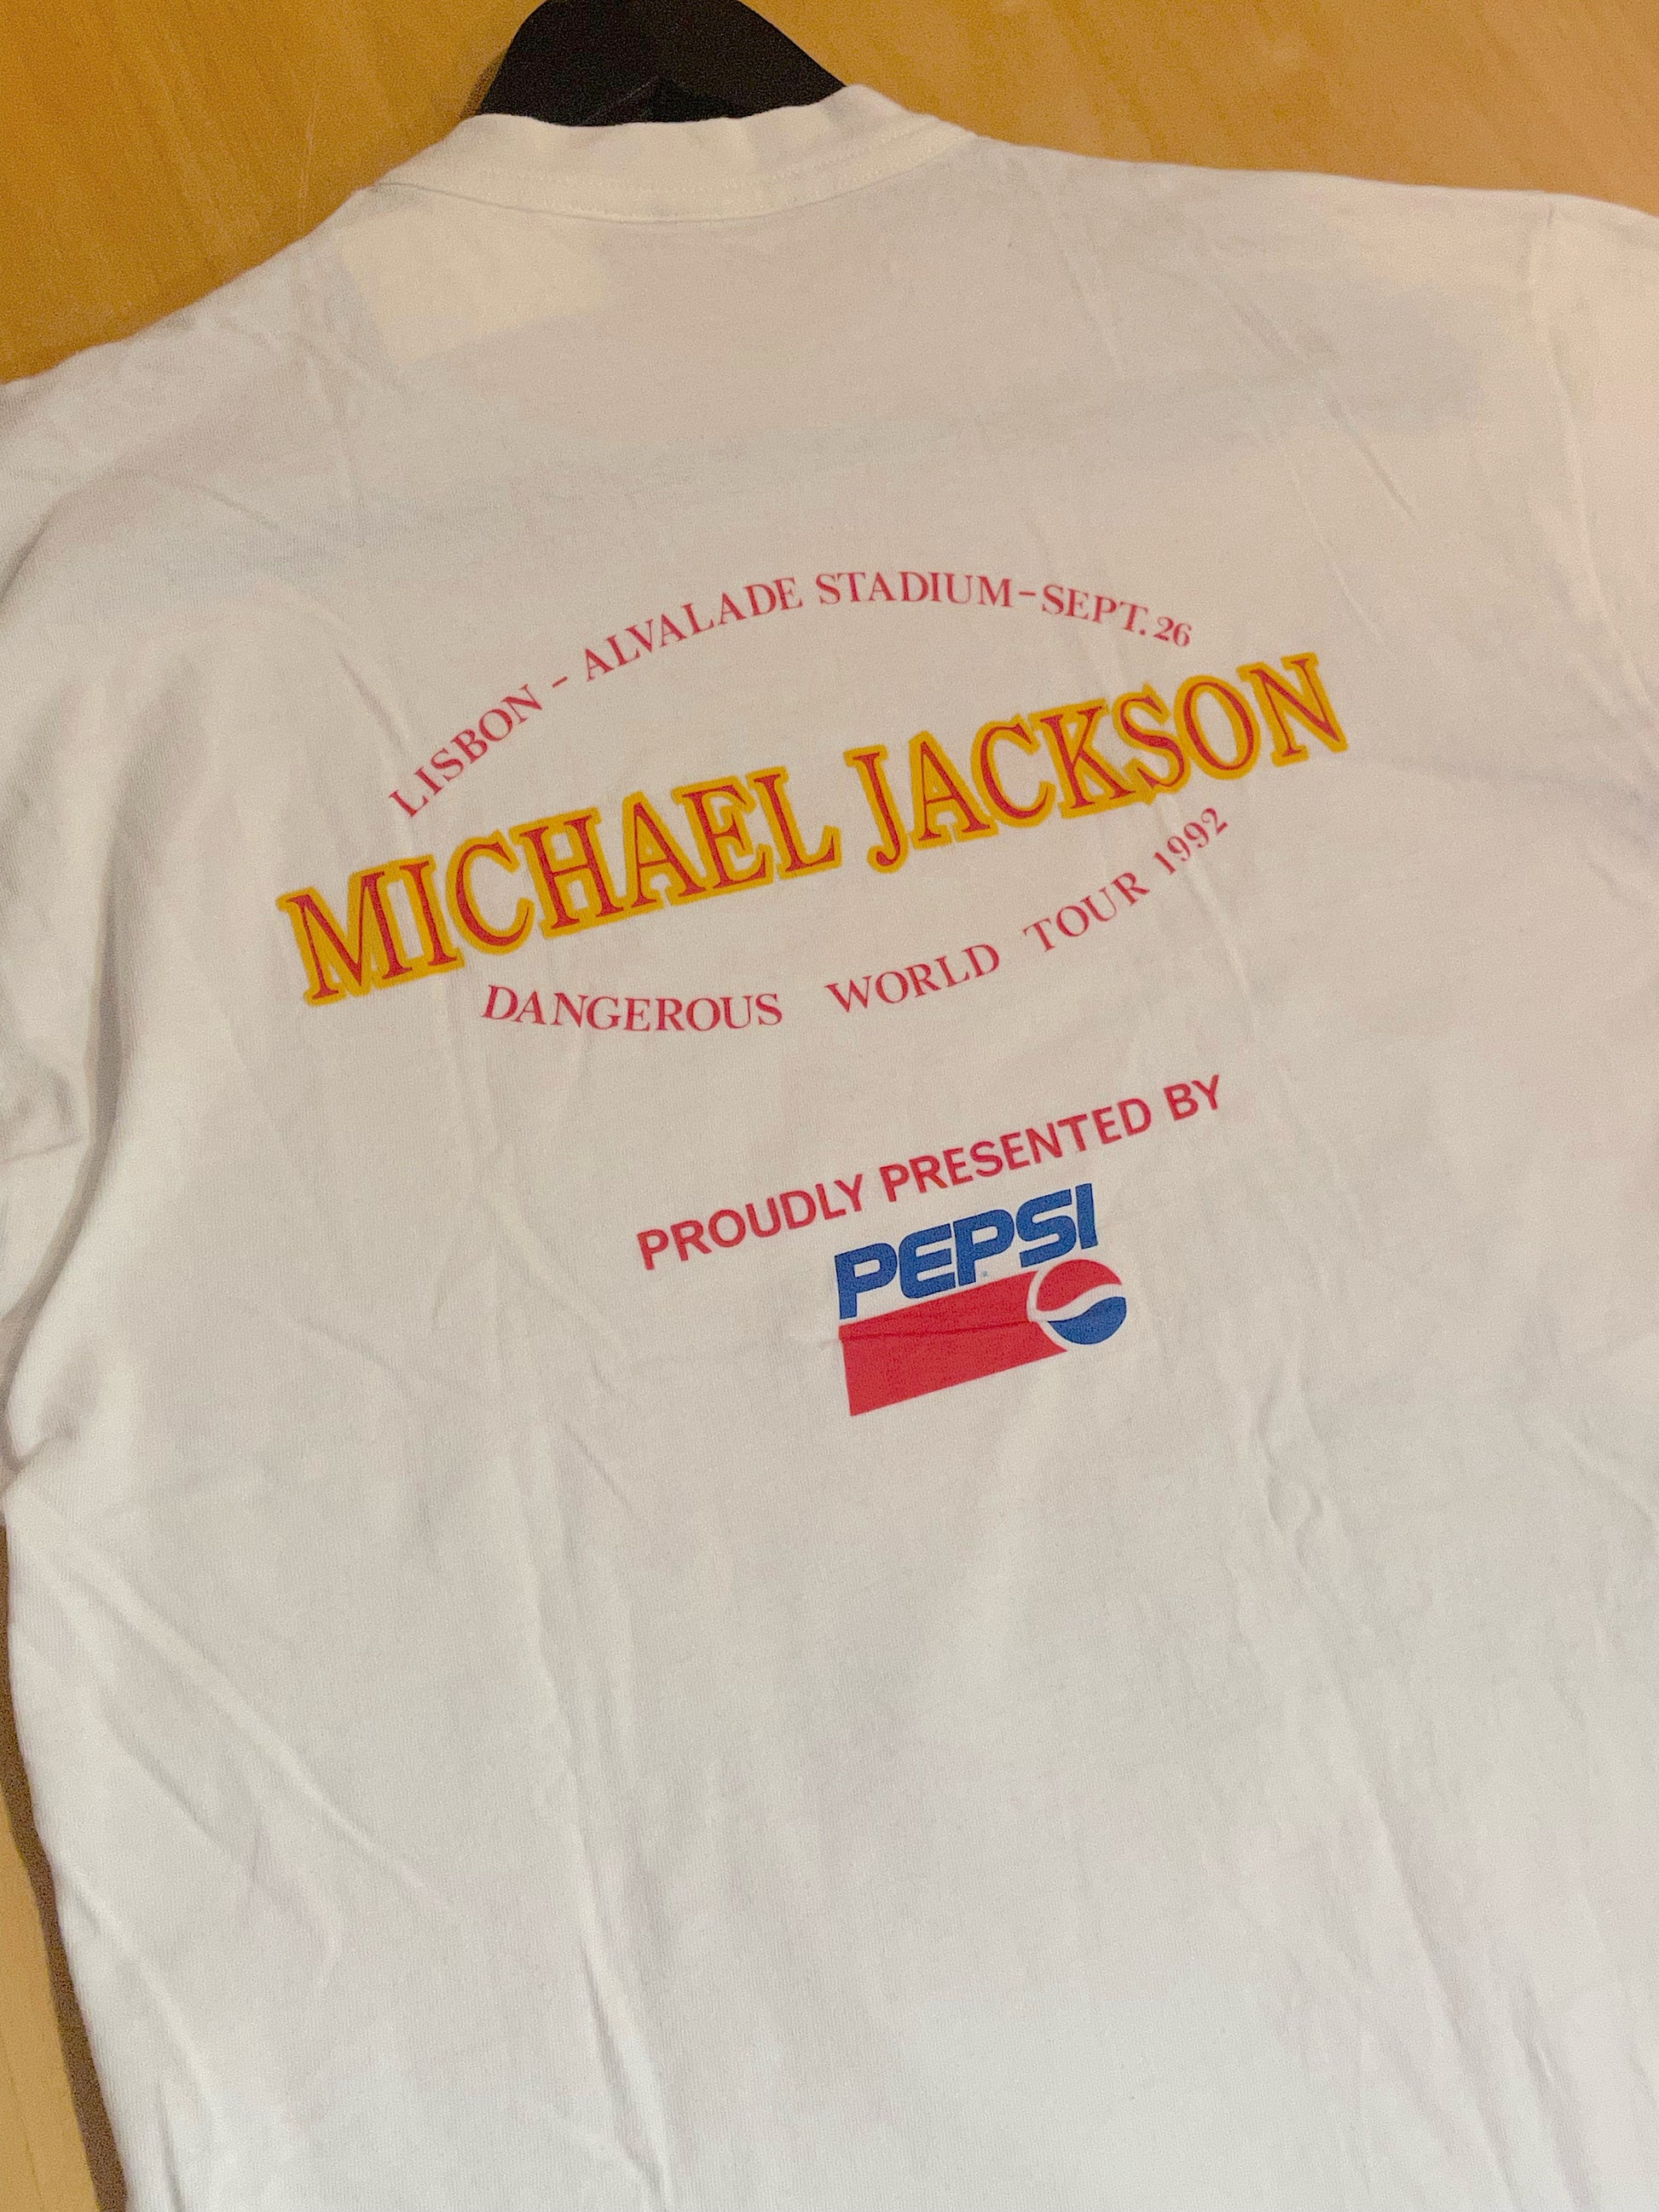 LISBON - ALVALADE STADIUM-SEPT. 26
MICHAEL JACKSON
DANGEROUS WORLD TOUR 1992
PROUDLY PRESENTED BY
PEPSI